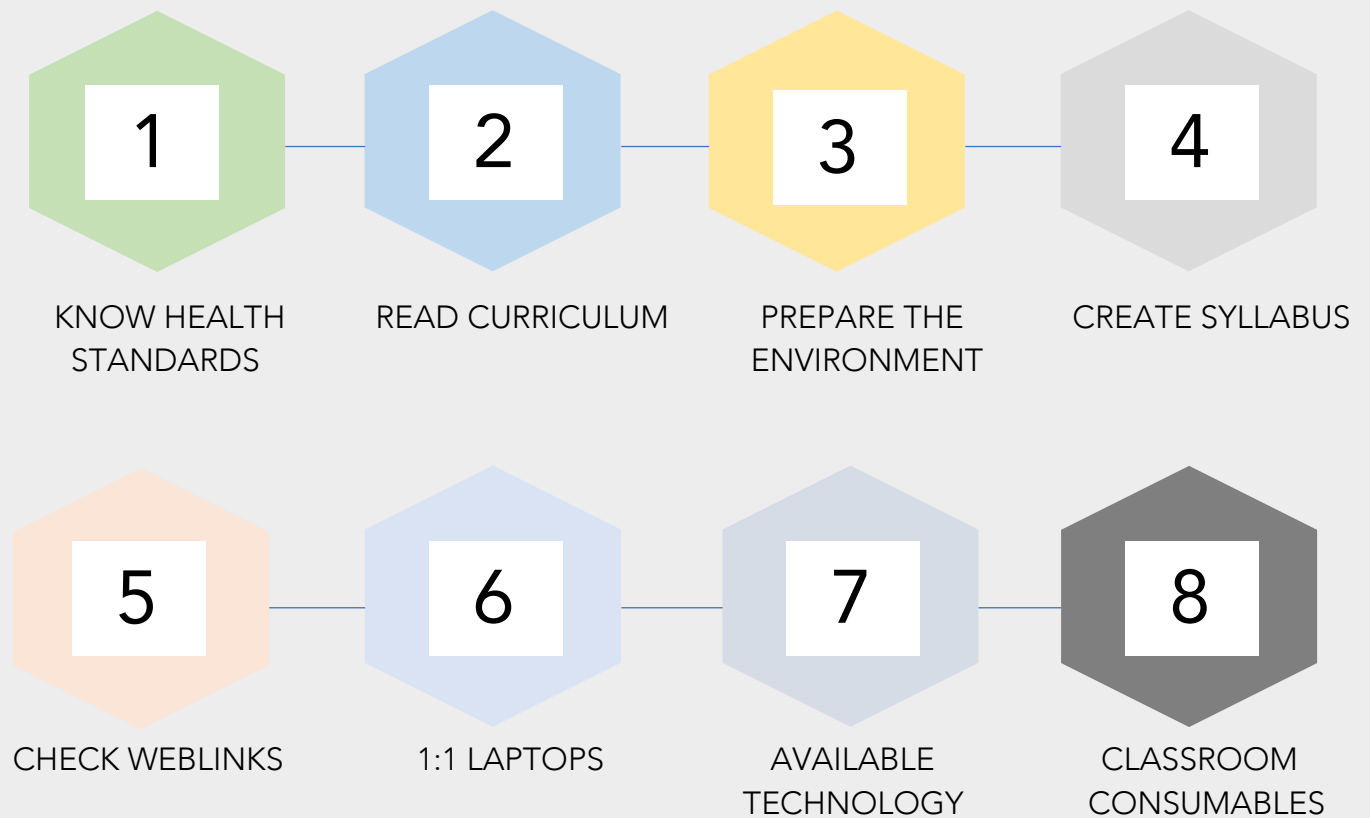 1
2
3
4
KNOW HEALTH
STANDARDS
READ CURRICULUM
PREPARE THE
ENVIRONMENT
CREATE SYLLABUS
5
6
7
8
CHECK WEBLINKS
1:1 LAPTOPS
AVAILABLE
TECHNOLOGY
CLASSROOM
CONSUMABLES